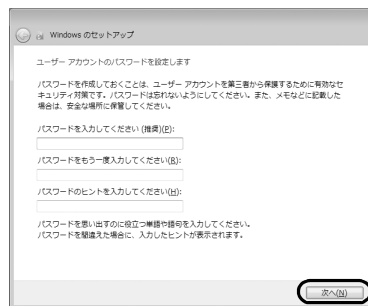 Windows のセットアップ
ユーザー アカウントのパスワードを設定します
パスワードを作成しておくことは、ユーザー アカウントを第三者から保護するために有効なセ
キュリティ対策です。パスワードは忘れないようにしてください。また、メモなどに記載した
場合は、安全な場所に保管してください。
パスワードを入力してください (推奨)(P):
パスワードをもう一度入力してください(R):
パスワードのヒントを入力してください(H):
パスワードを思い出すのに役立つ単語や語句を入力してください。
パスワードを間違えた場合に、入力したヒントが表示されます。
次へ(N)